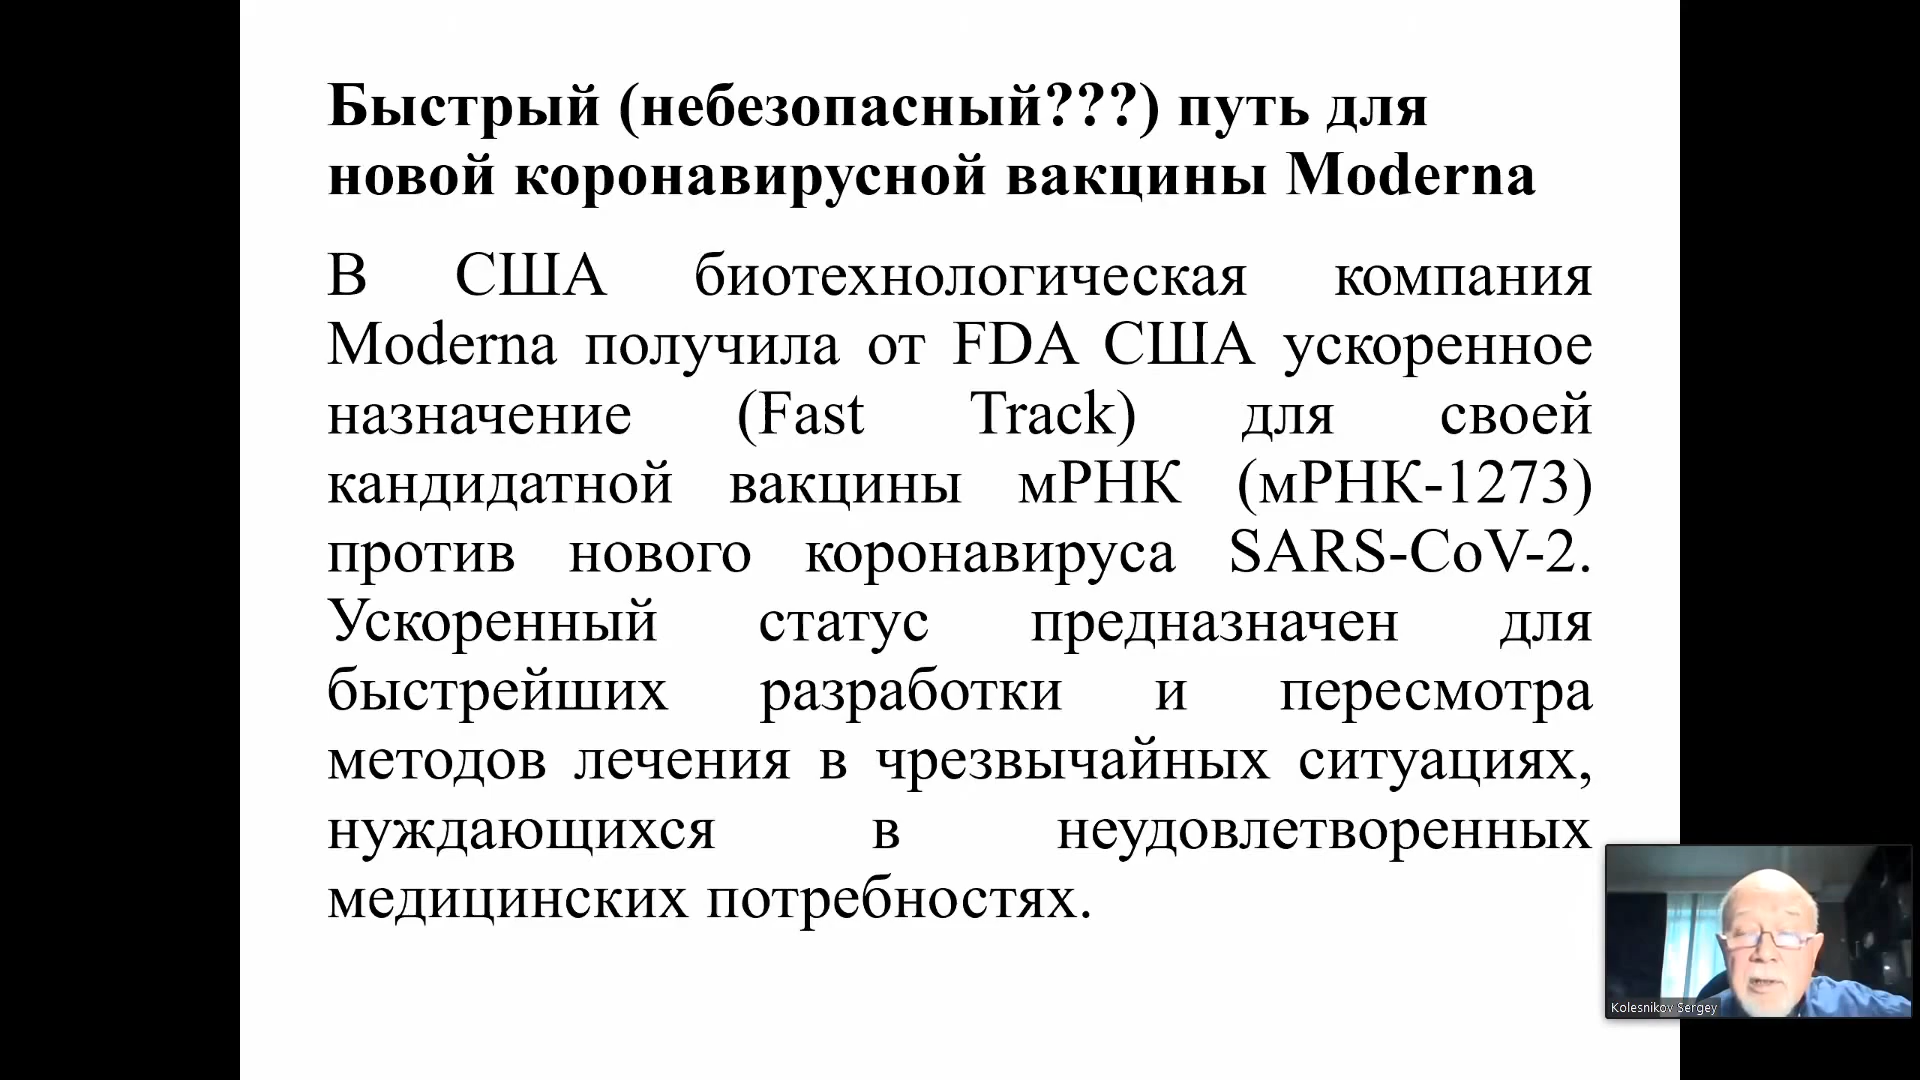 Быстрый (небезопасный???) путь для
новой коронавирусной вакцины Moderna
В США биотехнологическая компания
Moderna получила от FDA США ускоренное
назначение (Fast Track) для своей
кандидатной вакцины мРНК (мРНК-1273)
против нового коронавируса SARS-CoV-2.
Ускоренный статус предназначен для
быстрейших разработки и пересмотра
методов лечения в чрезвычайных ситуациях,
нуждающихся в неудовлетворенных
медицинских потребностях.
Kolesnikov Sergey